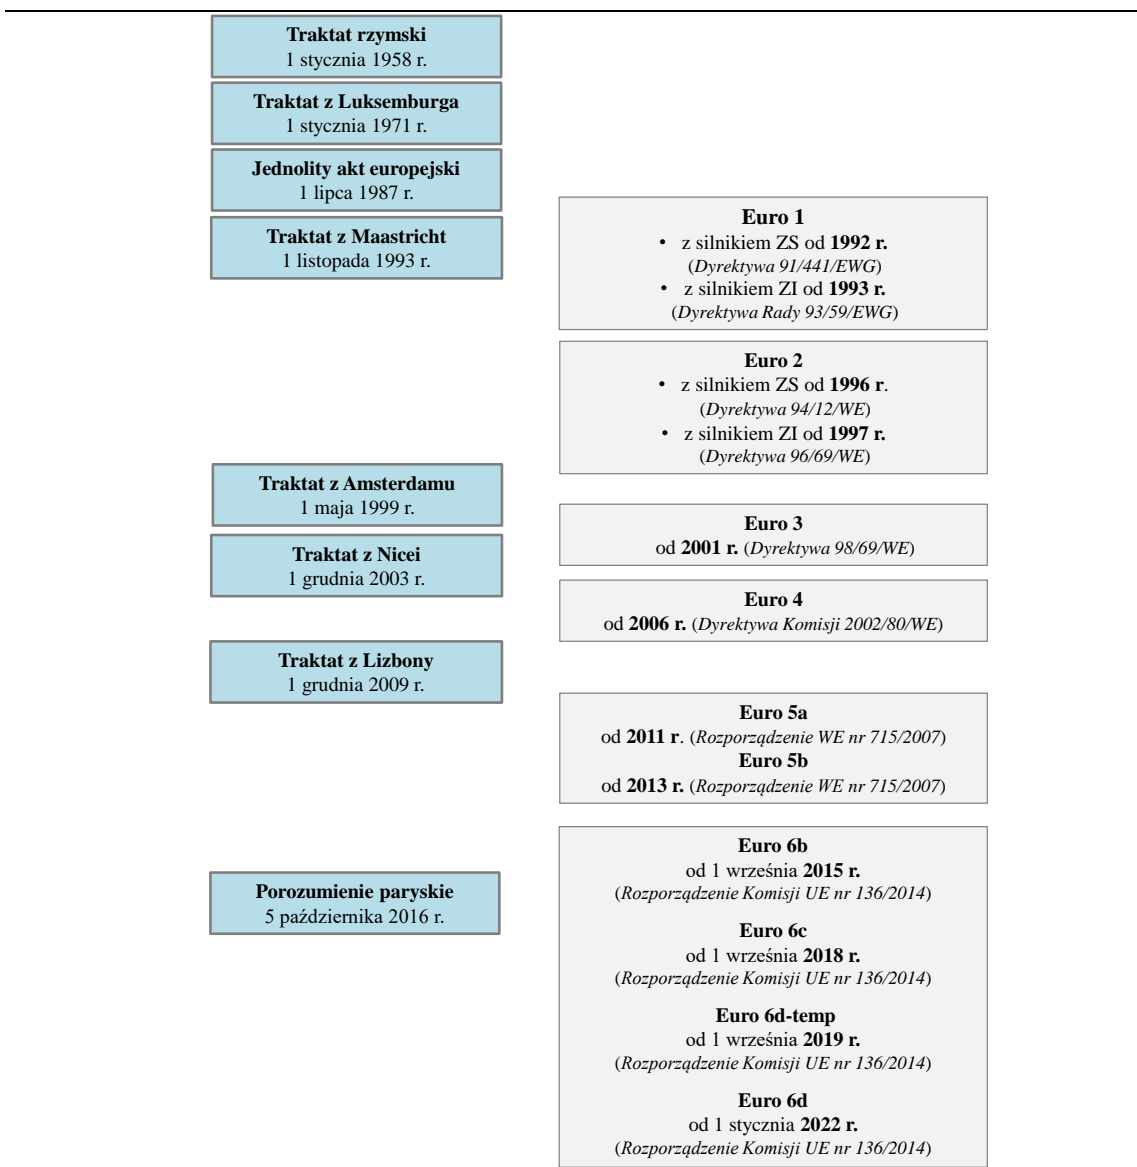 Traktat rzymski
1 stycznia 1958 r.
Traktat z Luksemburga
1 stycznia 1971 r.
Jednolity akt europejski
1 lipca 1987 r.
Traktat z Maastricht
1 listopada 1993 r.
Euro 1
• z silnikiem ZS od 1992 r.
(Dyrektywa 91/441/EWG)
• z silnikiem ZI od 1993 r.
(Dyrektywa Rady 93/59/EWG)
Euro 2
• z silnikiem ZS od 1996 r.
(Dyrektywa 94/12/WE)
• z silnikiem ZI od 1997 r.
(Dyrektywa 96/69/WE)
Traktat z Amsterdamu
1 maja 1999 r.
Euro 3
od 2001 r. (Dyrektywa 98/69/WE)
Traktat z Nicei
1 grudnia 2003 r.
Euro 4
od 2006 r. (Dyrektywa Komisji 2002/80/WE)
Traktat z Lizbony
1 grudnia 2009 r.
Euro 5a
od 2011 r. (Rozporządzenie WE nr 715/2007)
Euro 5b
od 2013 r. (Rozporządzenie WE nr 715/2007)
Euro 6b
od 1 września 2015 r.
(Rozporządzenie Komisji UE nr 136/2014)
Porozumienie paryskie
5 października 2016 r.
Euro 6c
od 1 września 2018 r.
(Rozporządzenie Komisji UE nr 136/2014)
Euro 6d-temp
od 1 września 2019 r.
(Rozporządzenie Komisji UE nr 136/2014)
Euro 6d
od 1 stycznia 2022 r.
(Rozporządzenie Komisji UE nr 136/2014)